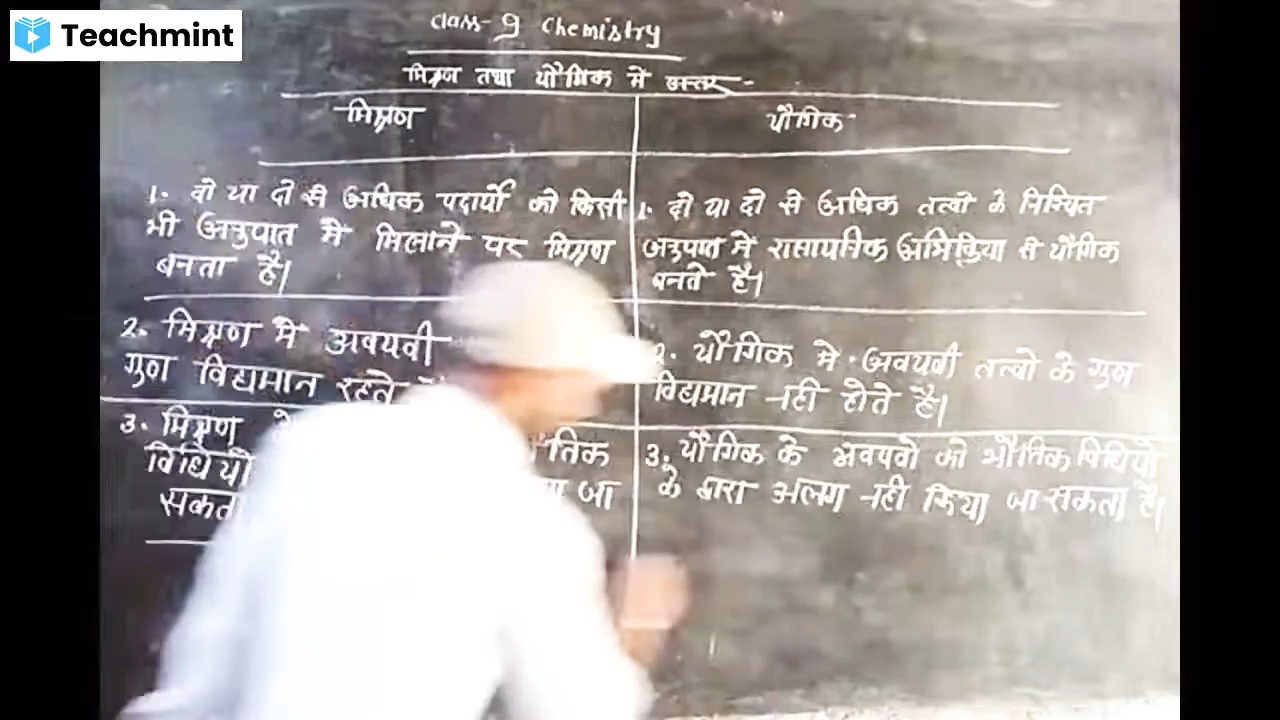 Teachmint
Class-9 Chemistry
मिश्रण तथा यौगिक मे अन्तर-
मिश्रण
यौगिक
1. दो या दो से अधिक पदार्थो को किसी
भी अनुपात मे मिलाने पर मिश्रण
बनता है।
1. दो या दो से अधिक तत्वो के निश्चित
अनुपात मे रासायनिक अभिक्रिया से यौगिक
बनते है।
2. मिश्रण मे अवयवी
गुण विद्यमान रहते
2. यौगिक मे अवयवी तत्वो के गुण
विद्यमान नही होते है।
3. मिश्रण
विधियो
सकता
जा
3. यौगिक के अवयवो को भौतिक विधियो
के द्वारा अलग नही किया जा सकता है।